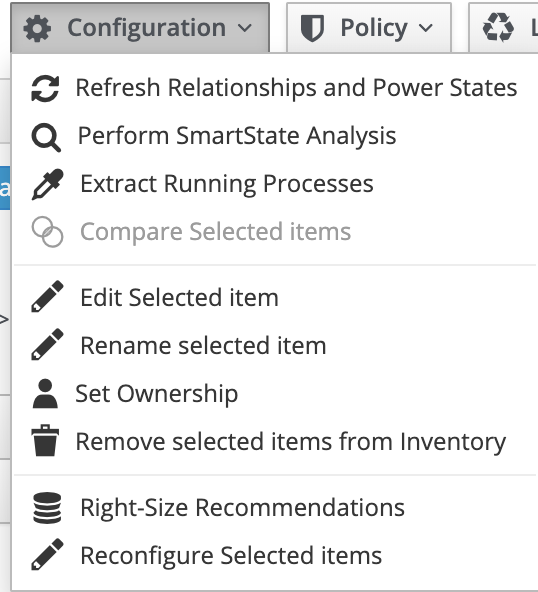 Configuration Policy L
Refresh Relationships and Power States
Perform SmartState Analysis
Extract Running Processes
a
Compare Selected items
Edit Selected item
>
Rename selected item
Set Ownership
Remove selected items from Inventory
Right-Size Recommendations
Reconfigure Selected items